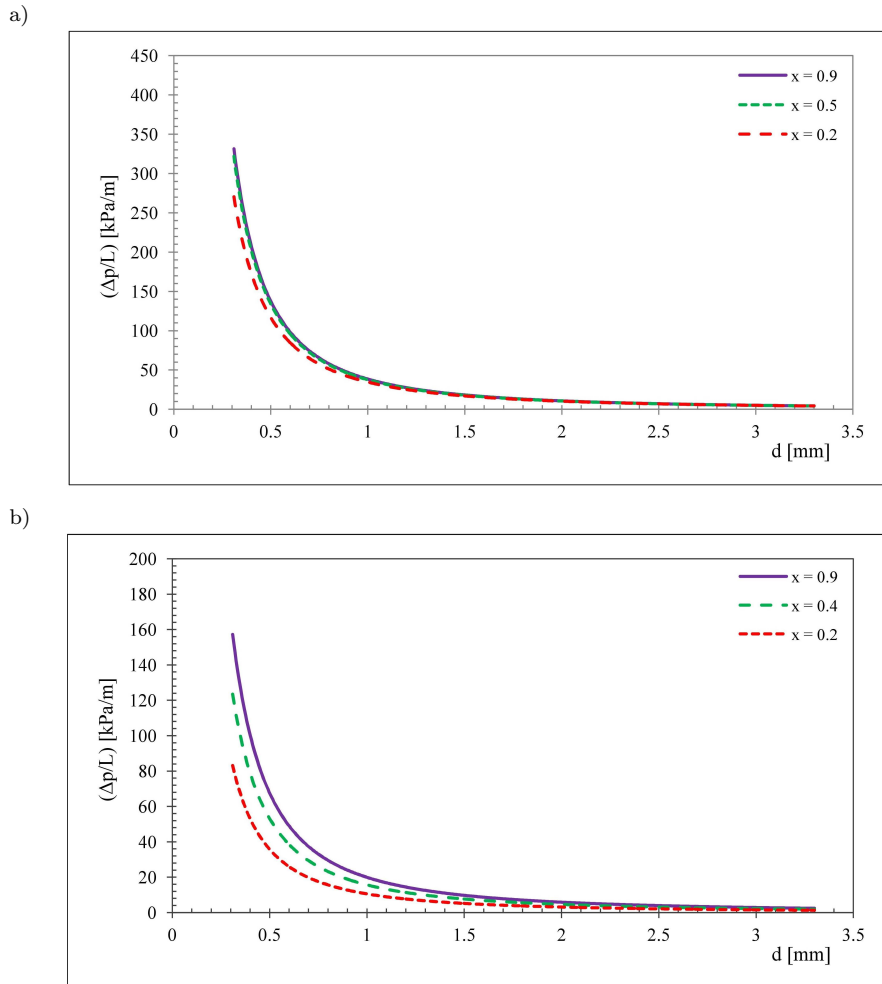 a)
450
400
350
300
250
200
150
100
50
0
(Δp/L) [kPa/m]
x = 0.9
x = 0.5
x = 0.2
0 0.5 1 1.5 2 2.5 3 3.5
d [mm]
b)
200
180
160
140
120
100
80
60
40
20
0
(Δp/L) [kPa/m]
x = 0.9
x = 0.4
x = 0.2
0 0.5 1 1.5 2 2.5 3 3.5
d [mm]